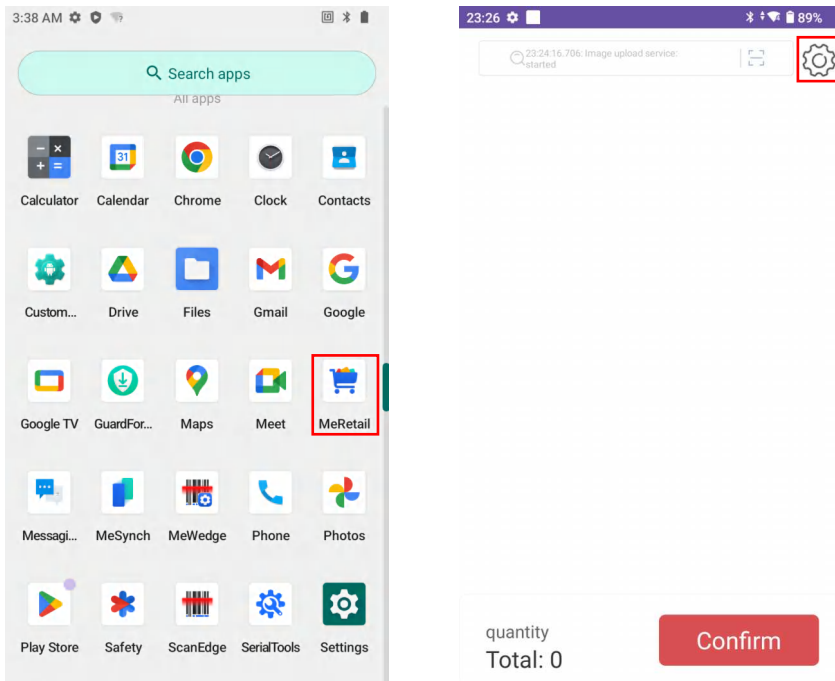 3:38 AM
Search apps
All apps
Calculator
Calendar
31
Chrome
Clock
Contacts
Custom...
Drive
Files
Gmail
Google
Google TV
GuardFor...
Maps
Meet
MeRetail
Messagi...
MeSynch
MeWedge
Phone
Photos
Play Store
Safety
ScanEdge
SerialTools
Settings
23:26
89%
23:24:16.706: Image upload service:
started
quantity
Total: 0
Confirm